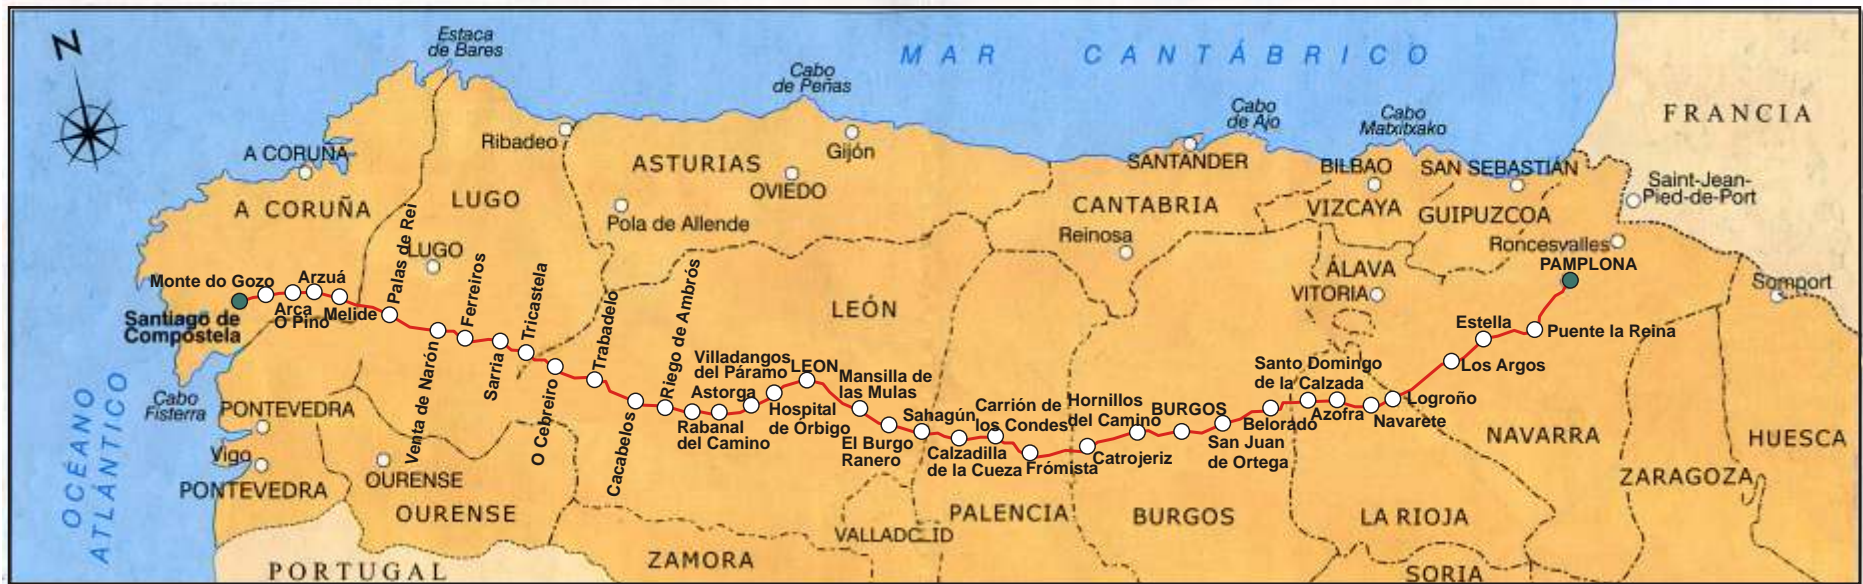 N
Estaca
de Bares
MAR CANTÁBRICO
Cabo
de Peñas
Cabo
de Ajo
Cabo
Matxitxako
FRANCIA
A CORUÑA
Ribadeo
ASTURIAS
Gijón
OVIEDO
SANTANDER
BILBAO
SAN SEBASTIÁN
Saint-Jean-
Pied-de-Port
A CORUÑA
LUGO
Pola de Allende
CANTABRIA
VIZCAYA
GUIPUZCOA
Reinosa
Roncesvalles
PAMPLONA
LUGO
ÁLAVA
VITORIA
Somport
Monte do Gozo
Arzuá
Arca
O Pino
Melide
Santiago de
Compostela
Palas de Rei
Venta de Narón
Ferreiros
Sarria
Tricastela
O Cebreiro
Trabadelo
Cacabelos
Riego de Ambrós
LEÓN
Villadangos
del Páramo
LEON
Astorga
Rabanal
del Camino
Hospital
de Órbigo
Mansilla de
las Mulas
El Burgo
Ranero
Sahagún
Calzadilla
de la Cueza
Carrión de
los Condes
Frómista
Hornillos
del Camino
Catrojeriz
BURGOS
San Juan
de Ortega
Belorado
Santo Domingo
de la Calzada
Azofra
Navarete
Logroño
Los Argos
Estella
Puente la Reina
Cabo
Fisterra
PONTEVEDRA
Vigo
PONTEVEDRA
OURENSE
OURENSE
OCÉANO
ATLÁNTICO
PORTUGAL
ZAMORA
VALLADC_ID
PALENCIA
BURGOS
LA RIOJA
SORIA
NAVARRA
ZARAGOZA
HUESCA